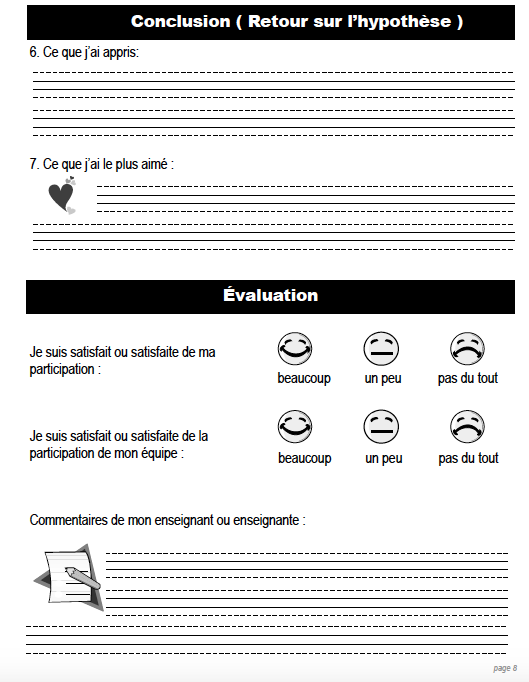 Conclusion ( Retour sur l'hypothèse )
6. Ce que j'ai appris:
7. Ce que j'ai le plus aimé :
Évaluation
Je suis satisfait ou satisfaite de ma
participation :
beaucoup un peu pas du tout
Je suis satisfait ou satisfaite de la
participation de mon équipe :
beaucoup un peu pas du tout
Commentaires de mon enseignant ou enseignante :
page 8